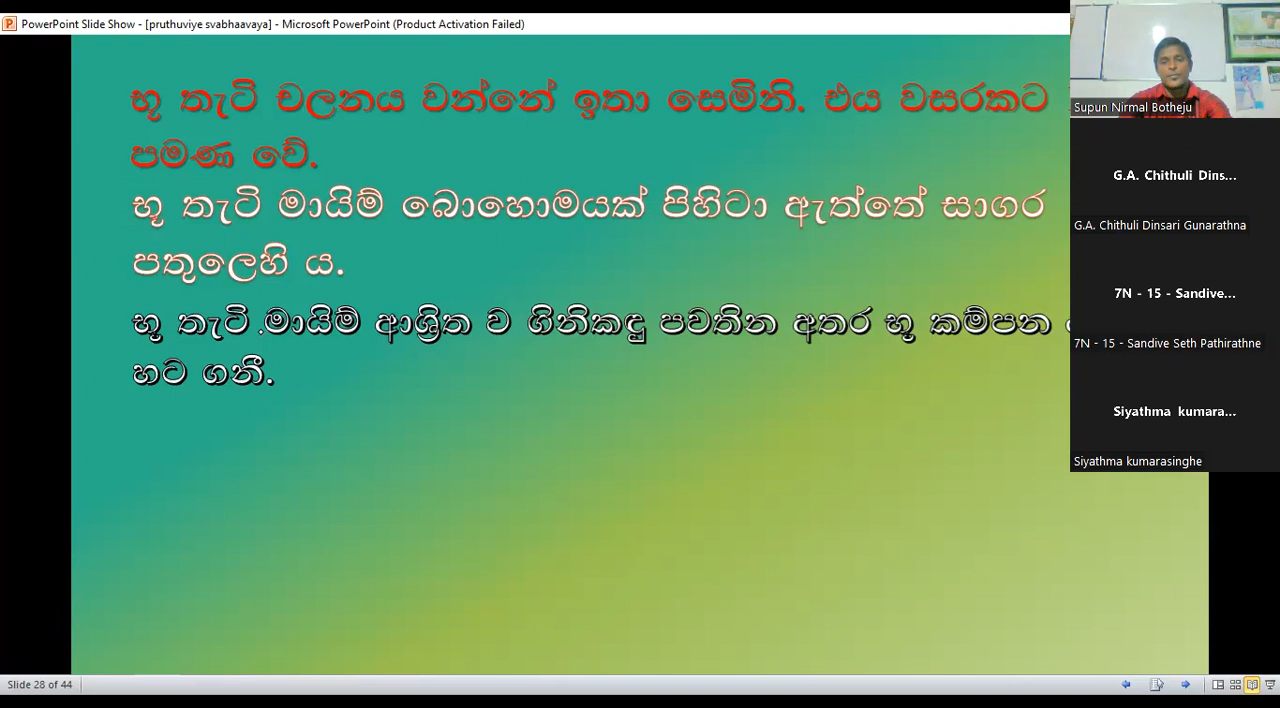 PowerPoint Slide Show - [pruthuviye svabhaavaya] - Microsoft PowerPoint (Product Activation Failed)
භූ තැටි චලනය වන්නේ ඉතා සෙමිනි. එය වසරකට
පමණ වේ.
භූ තැටි මායිම් බොහොමයක් පිහිටා ඇත්තේ සාගර
පතුලෙහි ය.
භූ තැටි .මායිම් ආශ්‍රිත ව ගිනිකඳු පවතින අතර භූ කම්පන
හට ගනී.
Supun Nirmal Botheju
G.A. Chithuli Dins...
G.A. Chithuli Dinsari Gunarathna
7N - 15 - Sandive...
7N - 15 - Sandive Seth Pathirathne
Siyathma kumara...
Siyathma kumarasinghe
Slide 28 of 44